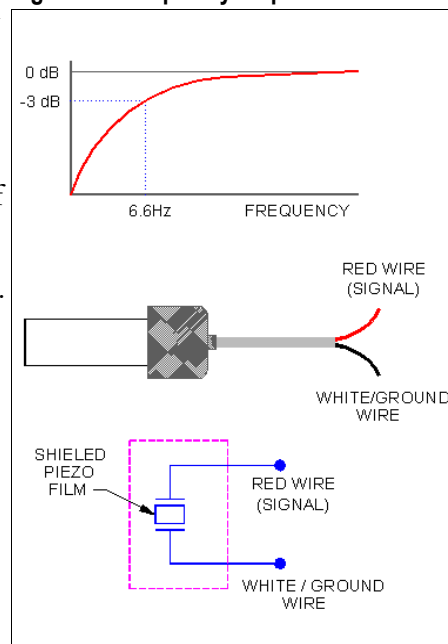 0 dB
-3 dB
6.6Hz
FREQUENCY
RED WIRE
(SIGNAL)
WHITE/GROUND
WIRE
SHIELED
PIEZO
FILM
RED WIRE
(SIGNAL)
WHITE / GROUND
WIRE